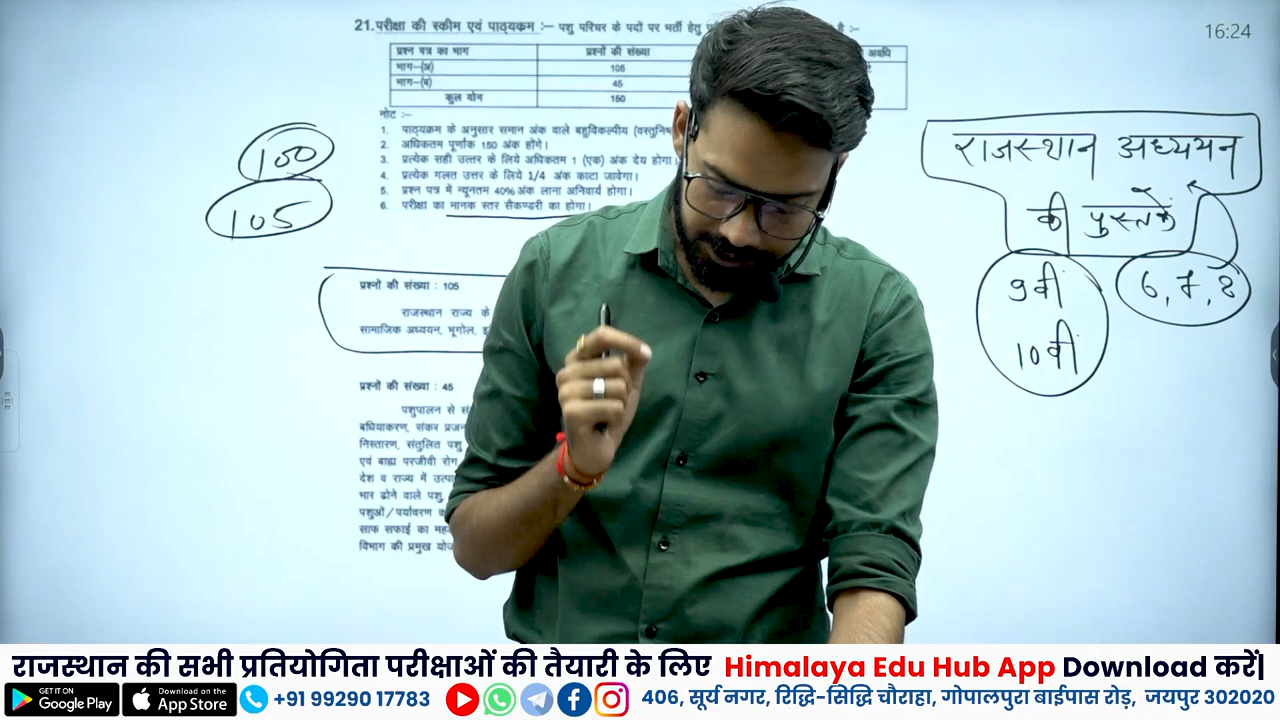 21.परीक्षा की स्कीम एवं पाठ्यक्रम :– पशु परिचर के पदों पर भर्ती हेतु है :–
16:24
प्रश्न पत्र का भाग प्रश्नों की संख्या अवधि
भाग–(अ) 105
भाग–(ब) 45
कुल योग 150
नोट :–
1. पाठ्यक्रम के अनुसार समान अंक वाले बहुविकल्पीय
2. अधिकतम पूर्णांक 150 अंक होंगे।
3. प्रत्येक सही उत्तर के लिये अधिकतम 1 (एक) अंक देय होगा।
4. प्रत्येक गलत उत्तर के लिये 1/4 अंक काटा जावेगा।
5. प्रश्न पत्र में न्यूनतम 40% अंक लाना अनिवार्य होगा।
6. परीक्षा का मानक स्तर सैकण्डरी का होगा।
150
105
राजस्थान अध्ययन
की पुस्तकें
9वीं
10वीं
6, 7, 8
प्रश्नों की संख्या : 105
राजस्थान राज्य के
सामाजिक अध्ययन, भूगोल,
प्रश्नों की संख्या : 45
पशुपालन से
बधियाकरण, संकर
निस्तारण, संतुलित पशु
एवं बाह्य परजीवी रोग
देश व राज्य में
भार ढोने वाले पशु,
पशुओं/पर्यावरण
साफ सफाई का
विभाग की प्रमुख
राजस्थान की सभी प्रतियोगिता परीक्षाओं की तैयारी के लिए Himalaya Edu Hub App Download करें|
GET IT ON Google Play Download on the App Store +91 99290 17783 406, सूर्य नगर, रिद्धि-सिद्धि चौराहा, गोपालपुरा बाईपास रोड़, जयपुर 302020